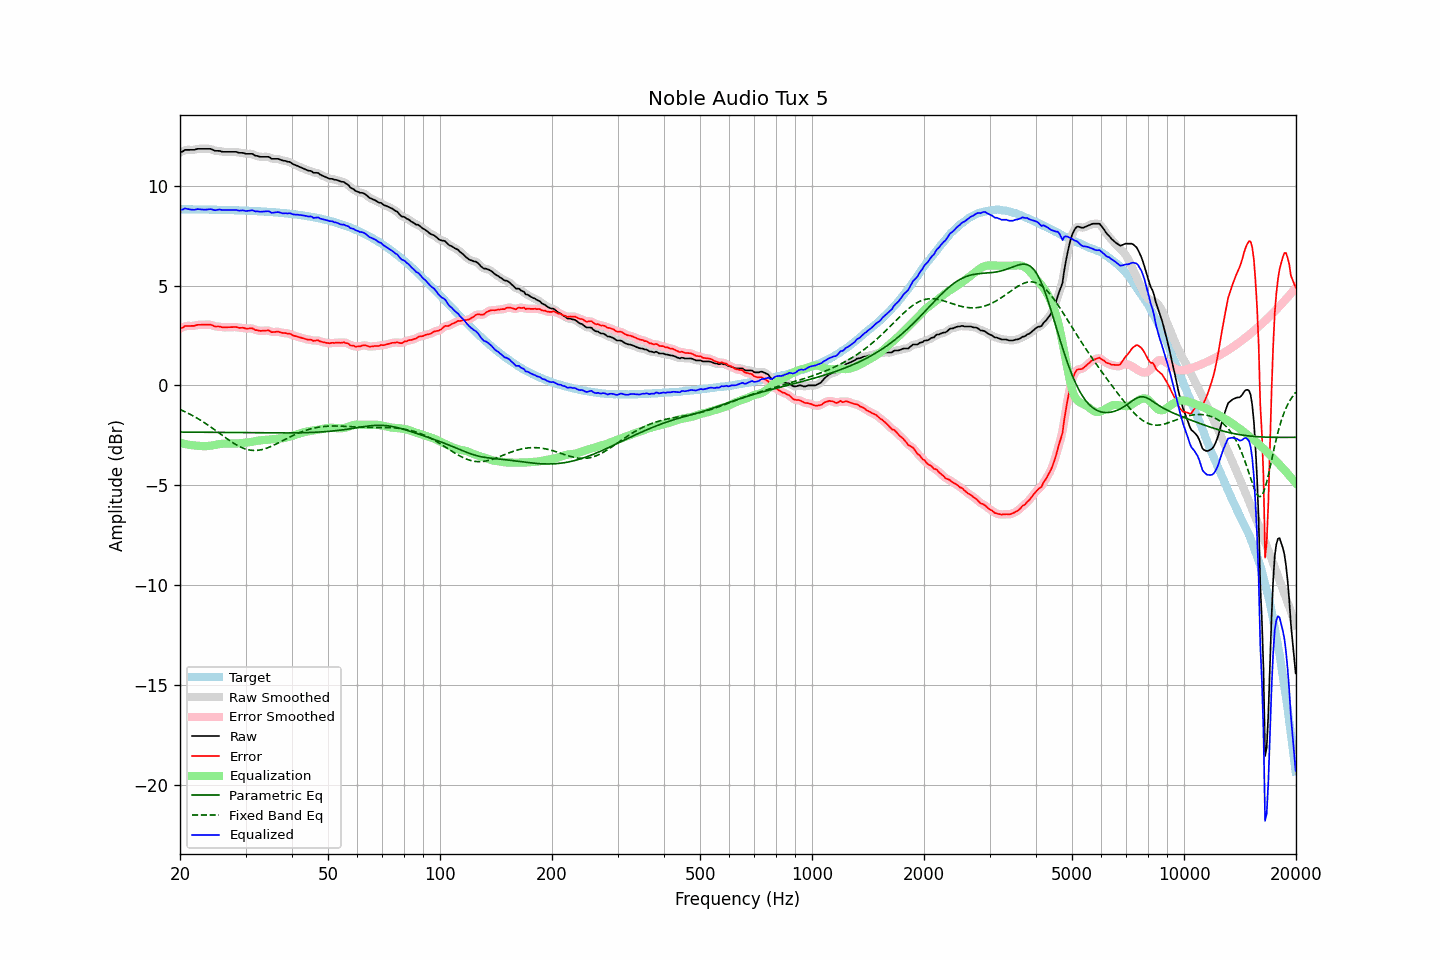 Noble Audio Tux 5
Amplitude (dBr)
10
5
0
−5
−10
−15
−20
Target
Raw Smoothed
Error Smoothed
Raw
Error
Equalization
Parametric Eq
Fixed Band Eq
Equalized
20 50 100 200 500 1000 2000 5000 10000 20000
Frequency (Hz)